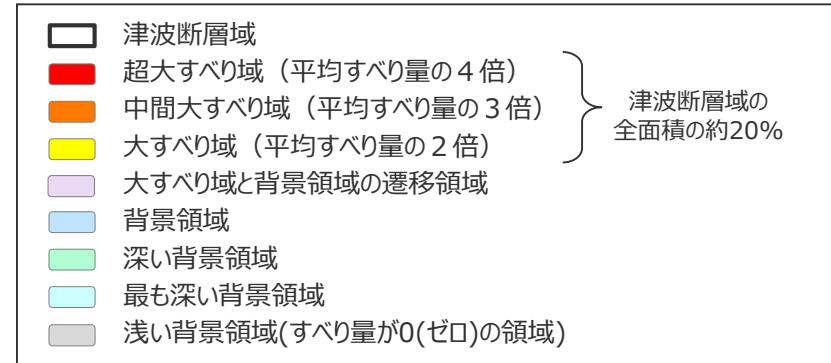 津波断層域
超大すべり域（平均すべり量の４倍）
中間大すべり域（平均すべり量の３倍）
大すべり域（平均すべり量の２倍）
津波断層域の
全面積の約20%
大すべり域と背景領域の遷移領域
背景領域
深い背景領域
最も深い背景領域
浅い背景領域(すべり量が0(ゼロ)の領域)